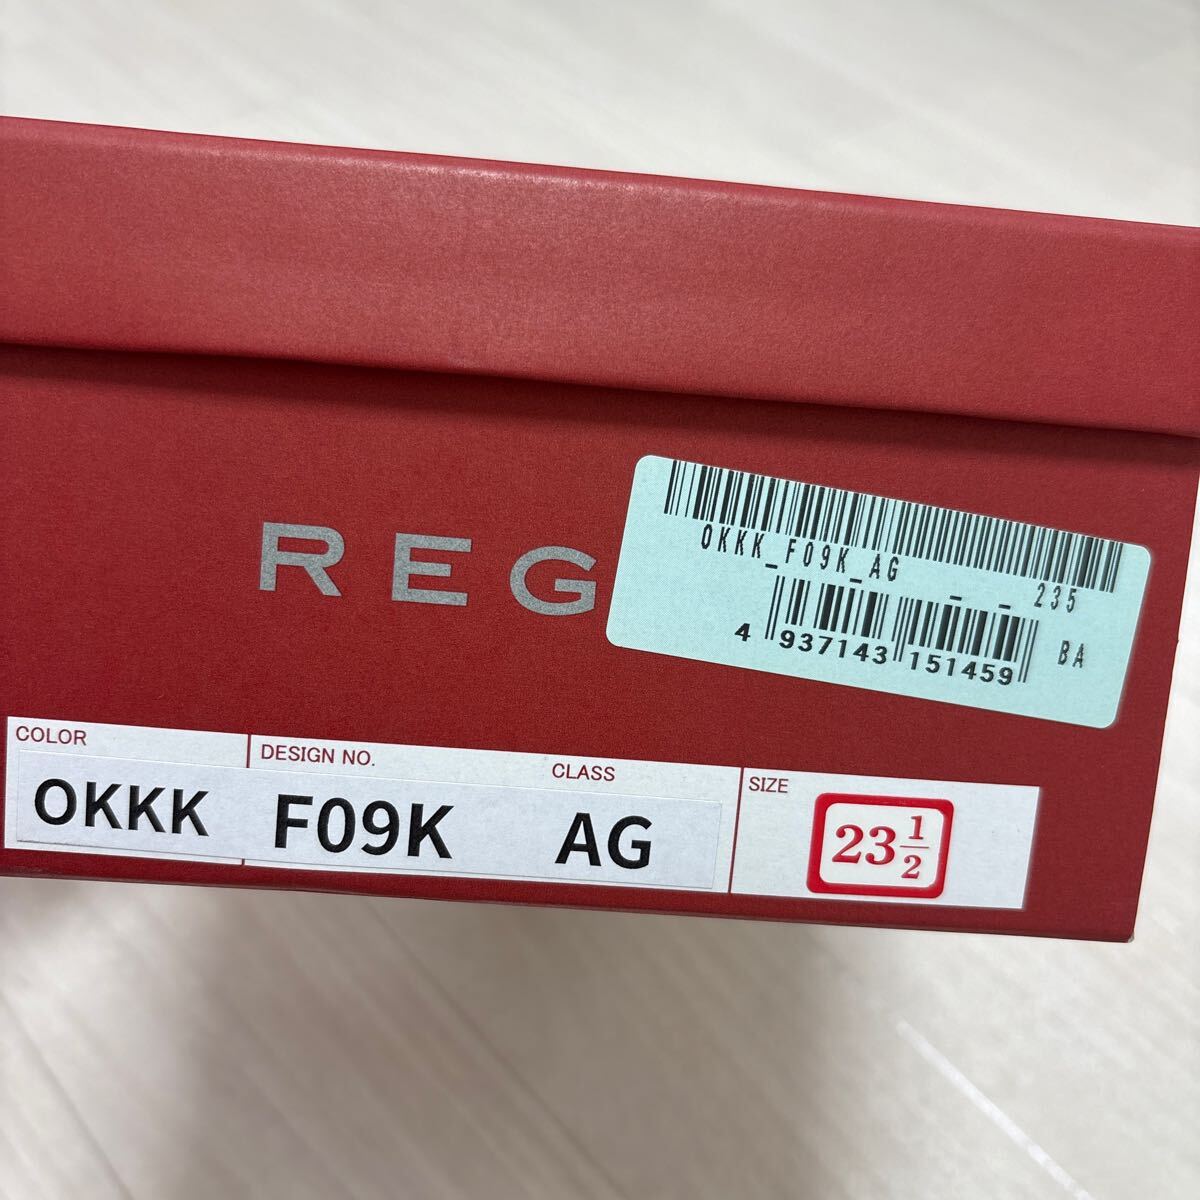 REG
OKKK_F09K_AG _ _ 235
4 937143 151459 BA
COLOR DESIGN NO. CLASS SIZE
OKKK F09K AG 23 1/2